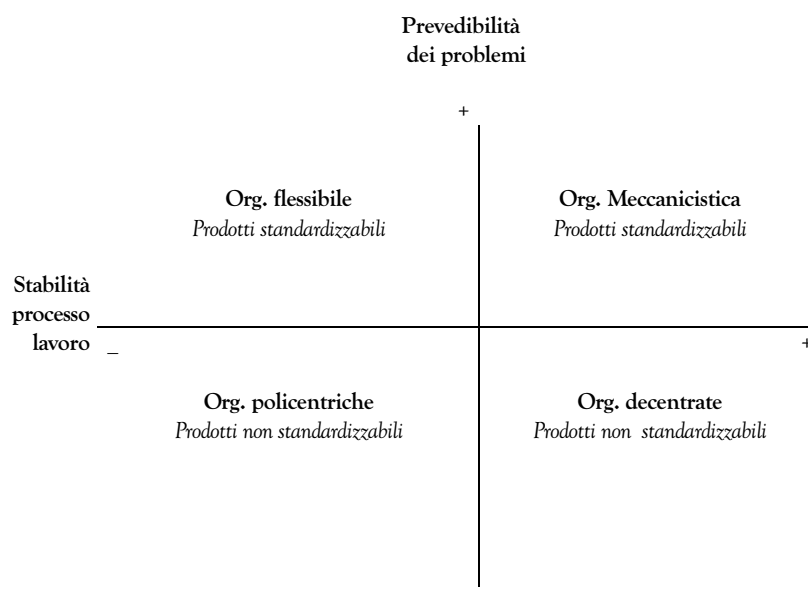 Prevedibilità
dei problemi
+
Org. flessibile
Prodotti standardizzabili
Org. Meccanicistica
Prodotti standardizzabili
Stabilità
processo
lavoro
_
+
Org. policentriche
Prodotti non standardizzabili
Org. decentrate
Prodotti non standardizzabili